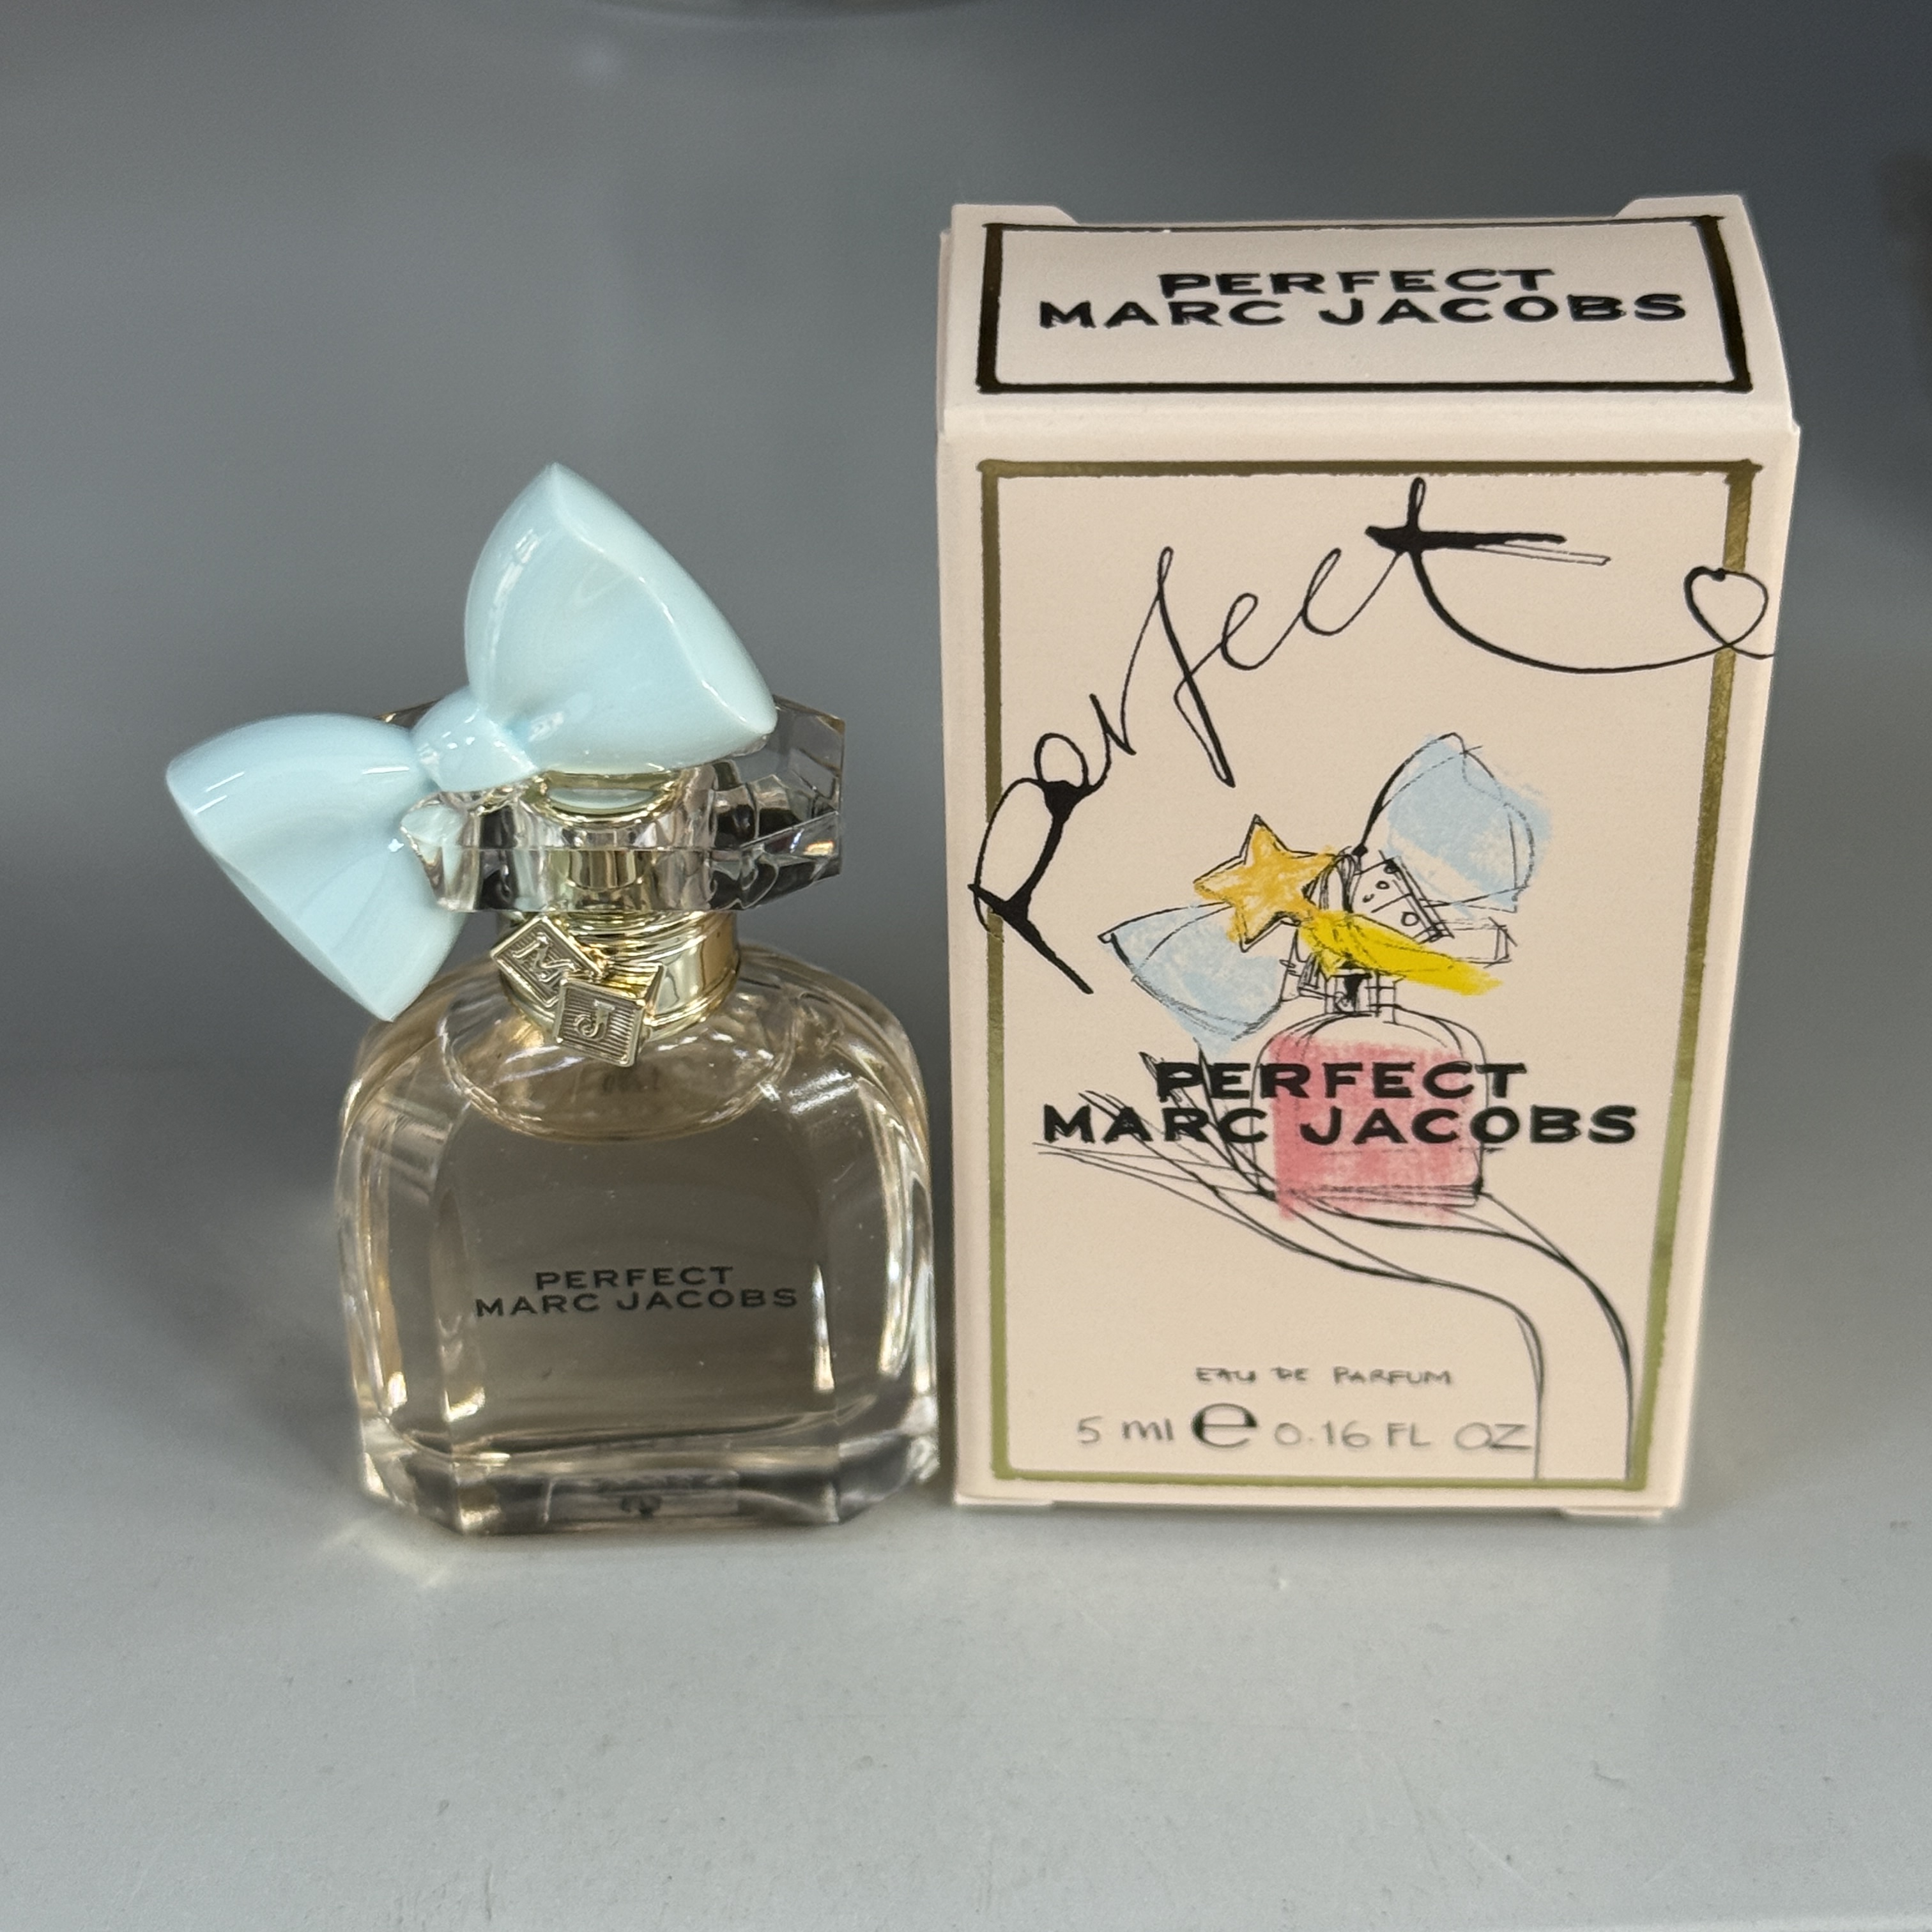 M
J
PERFECT
MARC JACOBS
PERFECT
MARC JACOBS
Perfect
PERFECT
MARC JACOBS
EAU DE PARFUM
5 ml e 0.16 FL OZ